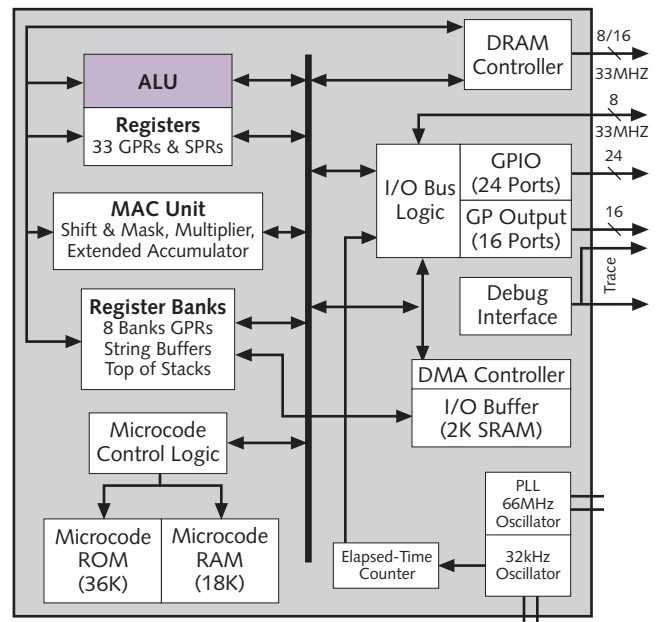 DRAM
Controller
8/16
33MHZ
ALU
Registers
33 GPRs & SPRs
8
33MHZ
I/O Bus
Logic
GPIO
(24 Ports)
24
GP Output
(16 Ports)
16
MAC Unit
Shift & Mask, Multiplier,
Extended Accumulator
Debug
Interface
Trace
Register Banks
8 Banks GPRs
String Buffers
Top of Stacks
DMA Controller
I/O Buffer
(2K SRAM)
Microcode
Control Logic
Microcode
ROM
(36K)
Microcode
RAM
(18K)
Elapsed-Time
Counter
PLL
66MHz
Oscillator
32kHz
Oscillator